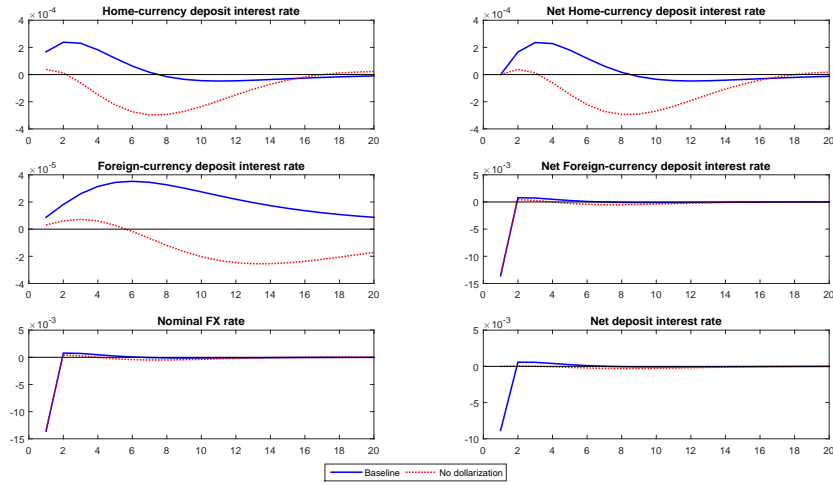 Home-currency deposit interest rate
×10⁻⁴
4
2
0
-2
-4
0 2 4 6 8 10 12 14 16 18 20
Net Home-currency deposit interest rate
×10⁻⁴
4
2
0
-2
-4
0 2 4 6 8 10 12 14 16 18 20
Foreign-currency deposit interest rate
×10⁻⁵
4
2
0
-2
-4
0 2 4 6 8 10 12 14 16 18 20
Net Foreign-currency deposit interest rate
×10⁻³
5
0
-5
-10
-15
0 2 4 6 8 10 12 14 16 18 20
Nominal FX rate
×10⁻³
5
0
-5
-10
-15
0 2 4 6 8 10 12 14 16 18 20
Net deposit interest rate
×10⁻³
5
0
-5
-10
0 2 4 6 8 10 12 14 16 18 20
Baseline No dollarization